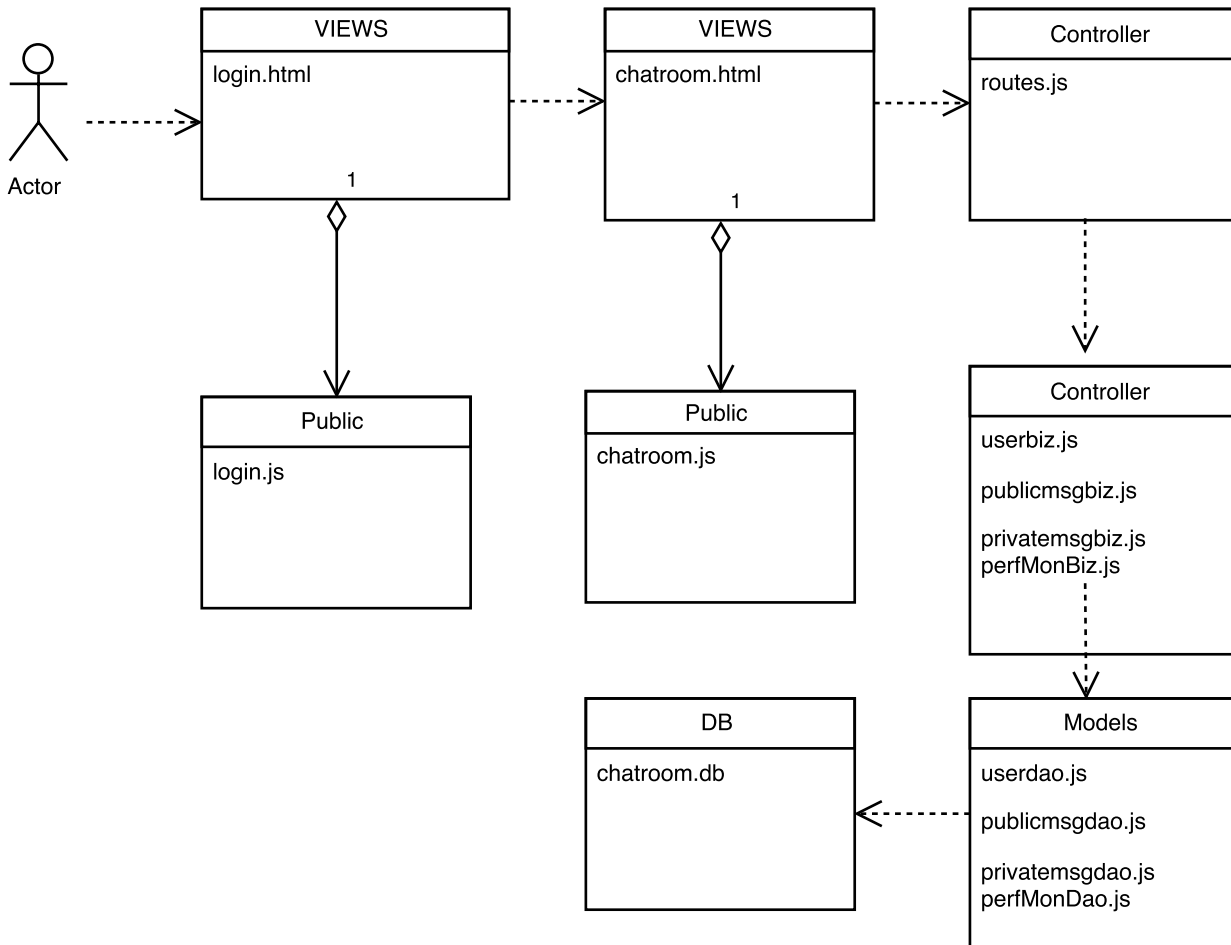 VIEWS
login.html
1
VIEWS
chatroom.html
1
Controller
routes.js
Actor
Public
login.js
Public
chatroom.js
Controller
userbiz.js
publicmsgbiz.js
privatemsgbiz.js
perfMonBiz.js
DB
chatroom.db
Models
userdao.js
publicmsgdao.js
privatemsgdao.js
perfMonDao.js